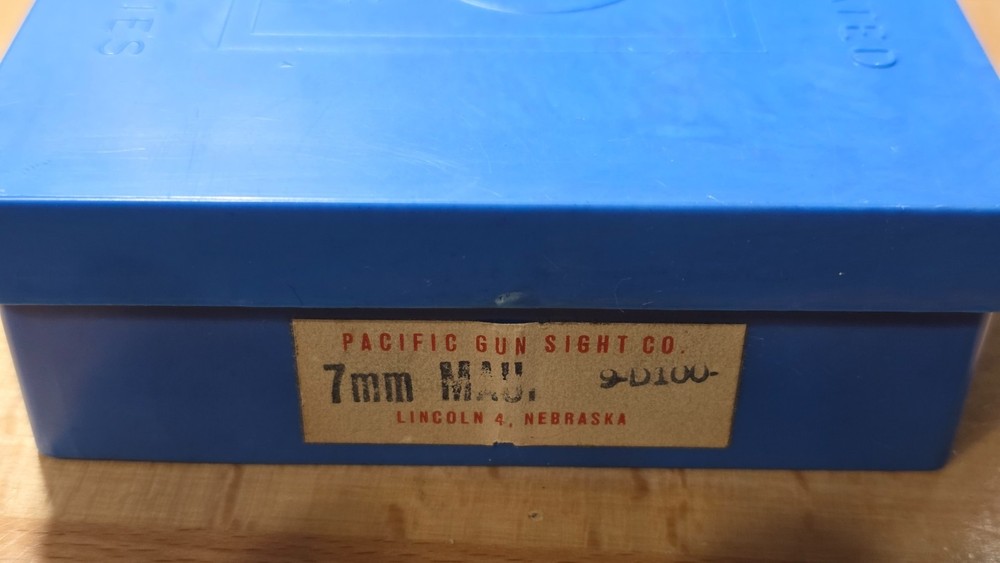 PACIFIC GUN SIGHT CO.
7mm MAU. 9-D100-
LINCOLN 4, NEBRASKA